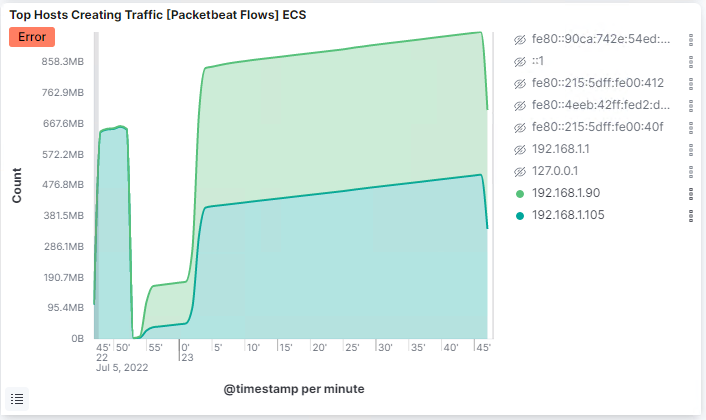 Top Hosts Creating Traffic [Packetbeat Flows] ECS
Error
858.3MB
762.9MB
667.6MB
572.2MB
476.8MB
381.5MB
286.1MB
190.7MB
95.4MB
0B
Count
45' 50' 55' 0' 5' 10' 15' 20' 25' 30' 35' 40' 45'
22 23
Jul 5, 2022
@timestamp per minute
fe80::90ca:742e:54ed:...
::1
fe80::215:5dff:fe00:412
fe80::4eeb:42ff:fed2:d...
fe80::215:5dff:fe00:40f
192.168.1.1
127.0.0.1
192.168.1.90
192.168.1.105